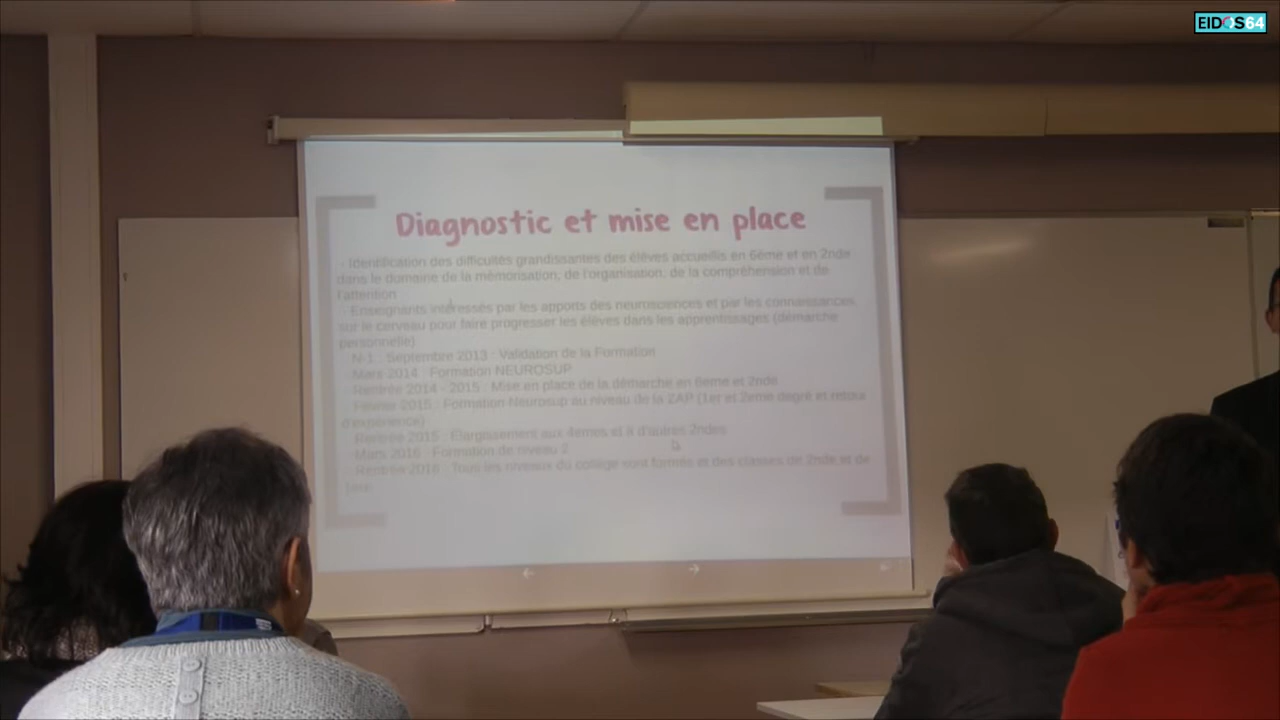 EIDOS64
Diagnostic et mise en place
- Identification des difficultés grandissantes des élèves accueillis en 6ème et en 2nde
dans le domaine de la mémorisation, de l'organisation, de la compréhension et de
l'attention
- Enseignants intéressés par les apports des neurosciences et par les connaissances
sur le cerveau pour faire progresser les élèves dans les apprentissages (démarche
personnelle)
N-1 : Septembre 2013 : Validation de la Formation
Mars 2014 : Formation NEUROSUP
Rentrée 2014 - 2015 : Mise en place de la démarche en 6ème et 2nde
Février 2015 : Formation Neurosup au niveau de la ZAP (1er et 2ème degré et retour
d'expérience)
Rentrée 2015 : Elargissement aux 4èmes et à d'autres 2ndes
Mars 2016 : Formation de niveau 2
Rentrée 2016 : Tous les niveaux du collège sont formés et des classes de 2nde et de